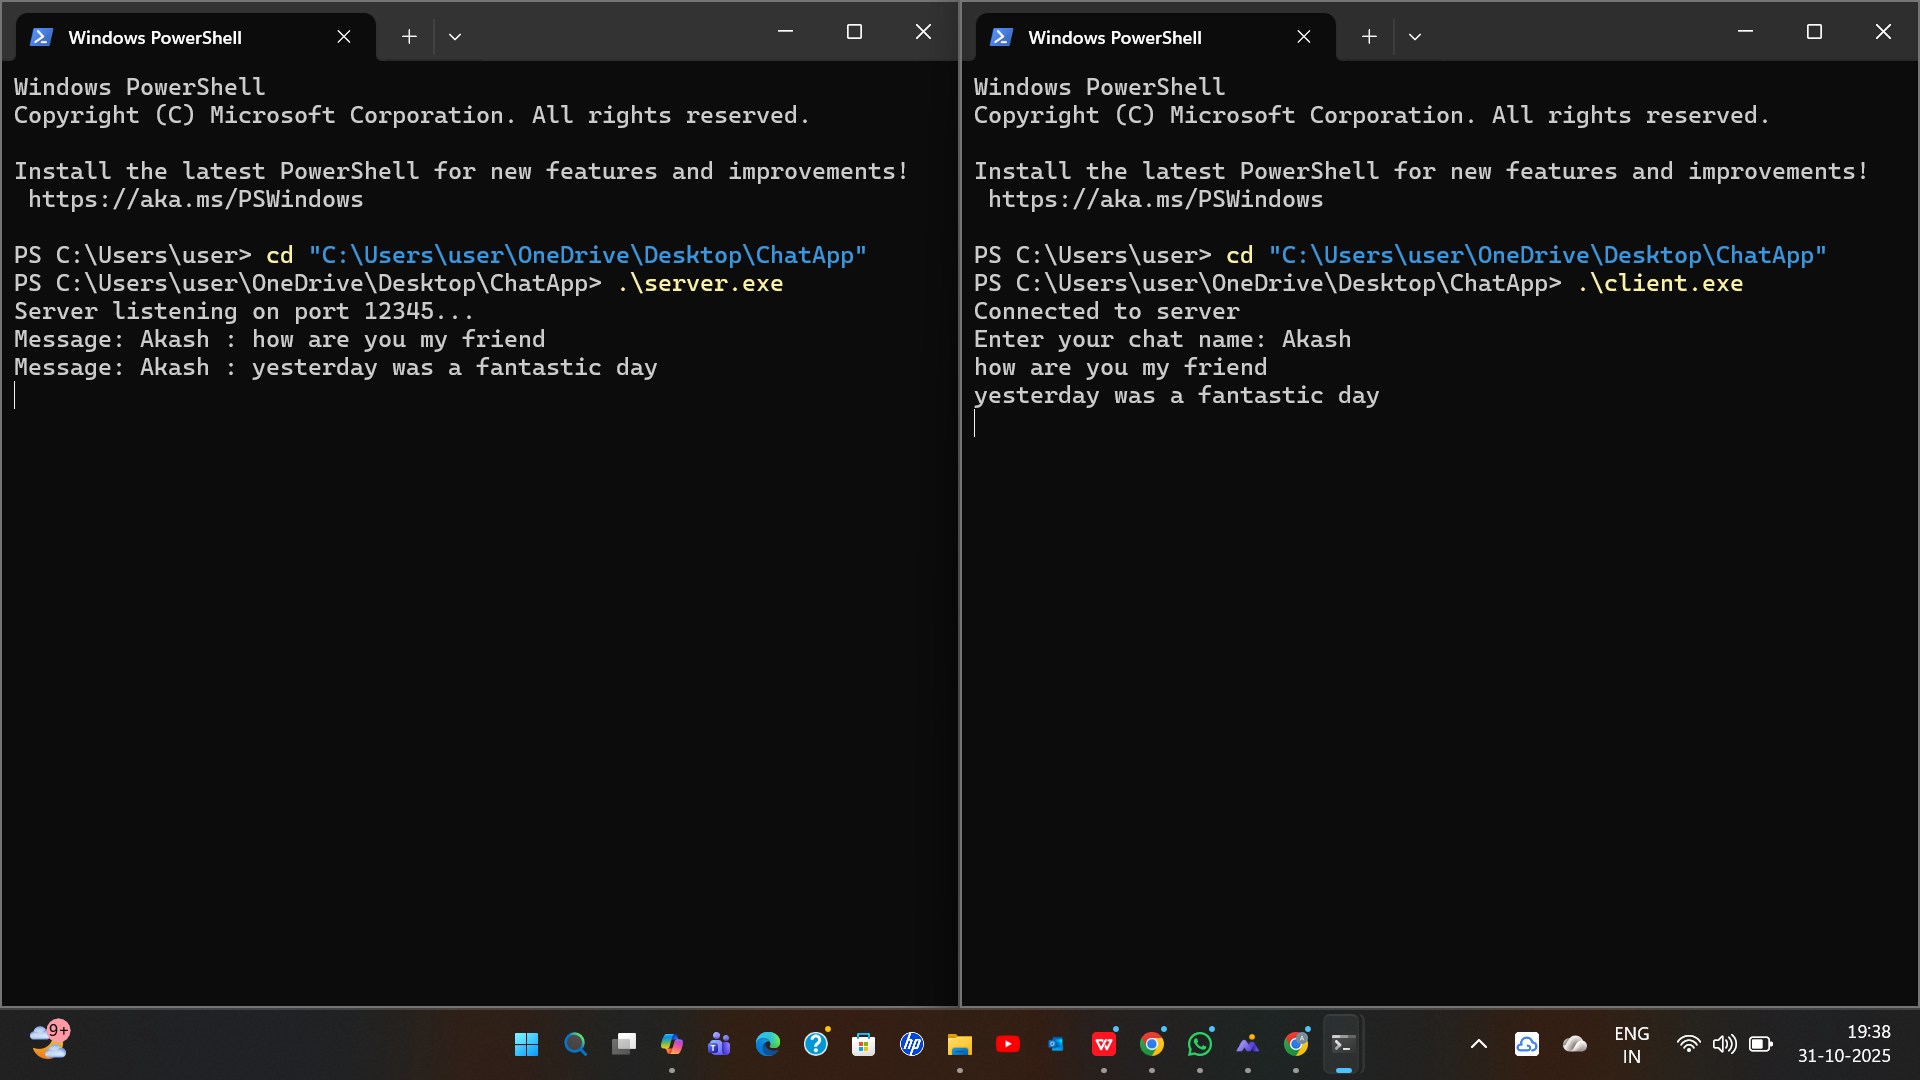 Windows PowerShell
Windows PowerShell
Copyright (C) Microsoft Corporation. All rights reserved.
Install the latest PowerShell for new features and improvements!
https://aka.ms/PSWindows
PS C:\Users\user> cd "C:\Users\user\OneDrive\Desktop\ChatApp"
PS C:\Users\user\OneDrive\Desktop\ChatApp> .\server.exe
Server listening on port 12345...
Message: Akash : how are you my friend
Message: Akash : yesterday was a fantastic day
Windows PowerShell
Windows PowerShell
Copyright (C) Microsoft Corporation. All rights reserved.
Install the latest PowerShell for new features and improvements!
https://aka.ms/PSWindows
PS C:\Users\user> cd "C:\Users\user\OneDrive\Desktop\ChatApp"
PS C:\Users\user\OneDrive\Desktop\ChatApp> .\client.exe
Connected to server
Enter your chat name: Akash
how are you my friend
yesterday was a fantastic day
9+
hp
W
ENG
IN
19:38
31-10-2025